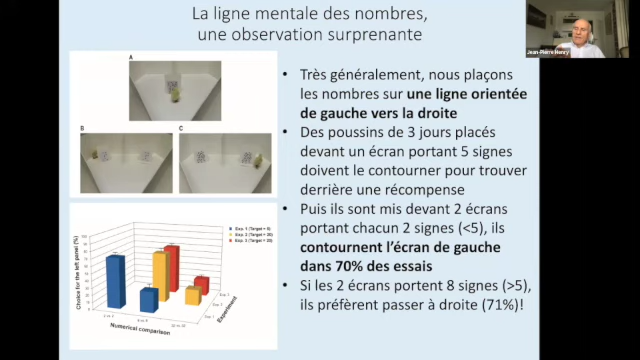 La ligne mentale des nombres,
une observation surprenante
Jean-Pierre Henry
A
B
C
• Très généralement, nous plaçons
les nombres sur une ligne orientée
de gauche vers la droite
• Des poussins de 3 jours placés
devant un écran portant 5 signes
doivent le contourner pour trouver
derrière une récompense
• Puis ils sont mis devant 2 écrans
portant chacun 2 signes (<5), ils
contournent l’écran de gauche
dans 70% des essais
• Si les 2 écrans portent 8 signes (>5),
ils préfèrent passer à droite (71%)!
Choice for the left panel (%)
Numerical comparison
Experiment